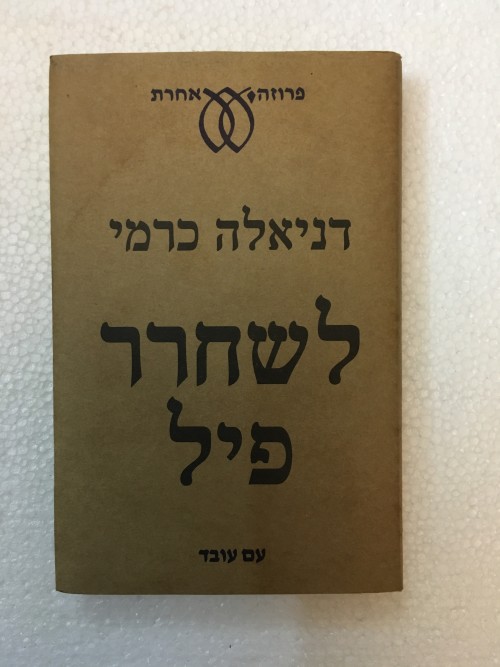 פרוזה אחרת
דניאלה כרמי
לשחרר
פיל
עם עובד